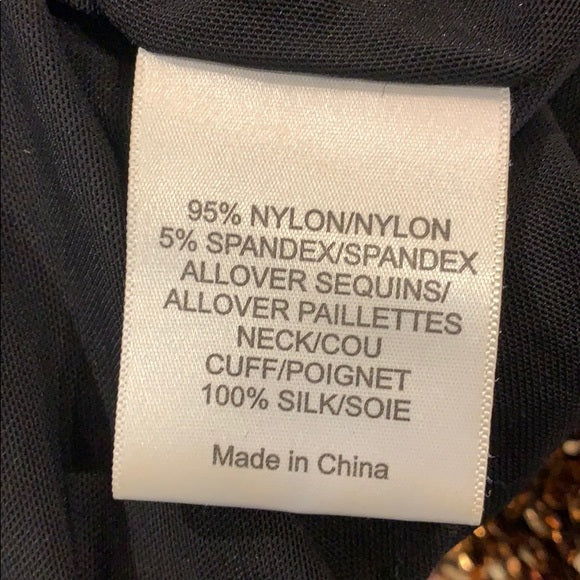 95% NYLON/NYLON
5% SPANDEX/SPANDEX
ALLOVER SEQUINS/
ALLOVER PAILLETTES
NECK/COU
CUFF/POIGNET
100% SILK/SOIE
Made in China